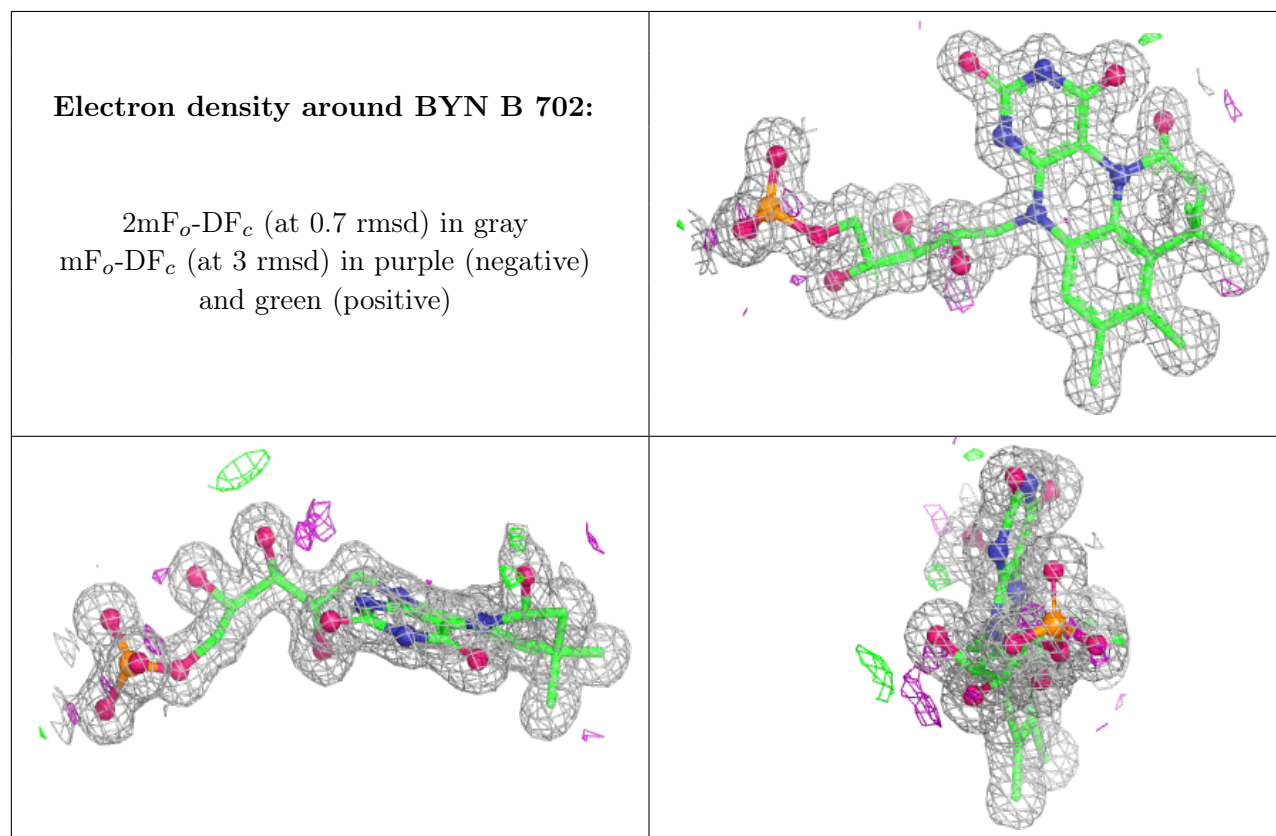 Electron density around BYN B 702:
2mFo-DFc (at 0.7 rmsd) in gray
mFo-DFc (at 3 rmsd) in purple (negative)
and green (positive)